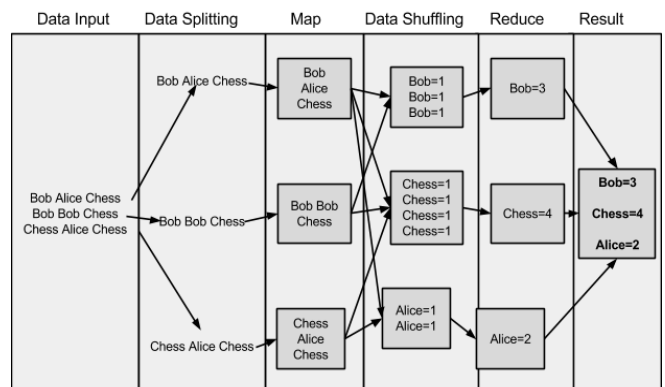 Data Input
Data Splitting
Map
Data Shuffling
Reduce
Result
Bob Alice Chess
Bob Bob Chess
Chess Alice Chess
Bob Alice Chess
Bob Bob Chess
Chess Alice Chess
Bob
Alice
Chess
Bob Bob
Chess
Chess
Alice
Chess
Bob=1
Bob=1
Bob=1
Chess=1
Chess=1
Chess=1
Chess=1
Alice=1
Alice=1
Bob=3
Chess=4
Alice=2
Bob=3
Chess=4
Alice=2